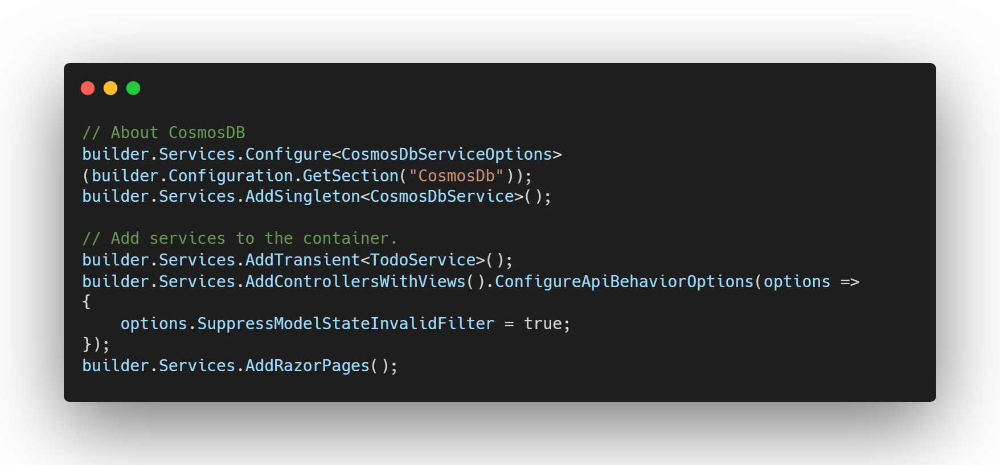 // About CosmosDB
builder.Services.Configure<CosmosDbServiceOptions>
(builder.Configuration.GetSection("CosmosDb"));
builder.Services.AddSingleton<CosmosDbService>();

// Add services to the container.
builder.Services.AddTransient<TodoService>();
builder.Services.AddControllersWithViews().ConfigureApiBehaviorOptions(options =>
{
    options.SuppressModelStateInvalidFilter = true;
});
builder.Services.AddRazorPages();